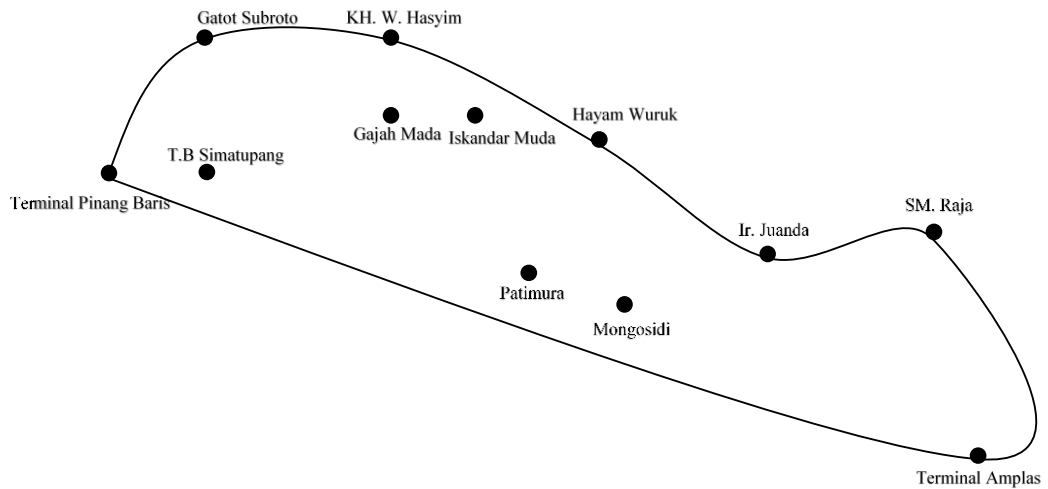 Gatot Subroto
KH. W. Hasyim
Hayam Wuruk
Gajah Mada
Iskandar Muda
T.B Simatupang
Terminal Pinang Baris
SM. Raja
Ir. Juanda
Patimura
Mongosidi
Terminal Amplas